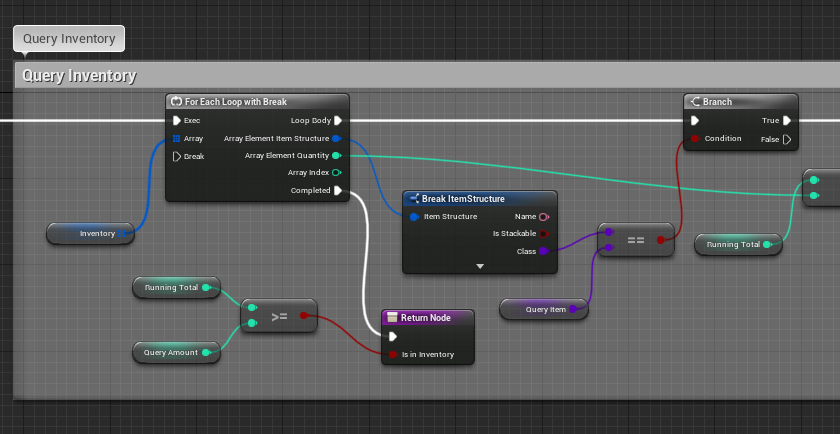 Query Inventory
Query Inventory
For Each Loop with Break
Exec
Loop Body
Array
Array Element Item Structure
Break
Array Element Quantity
Array Index
Completed
Branch
True
Condition
False
Break ItemStructure
Item Structure
Name
Is Stackable
Class
Inventory
==
Running Total
Running Total
>=
Query Amount
Return Node
Is in Inventory
Query Item